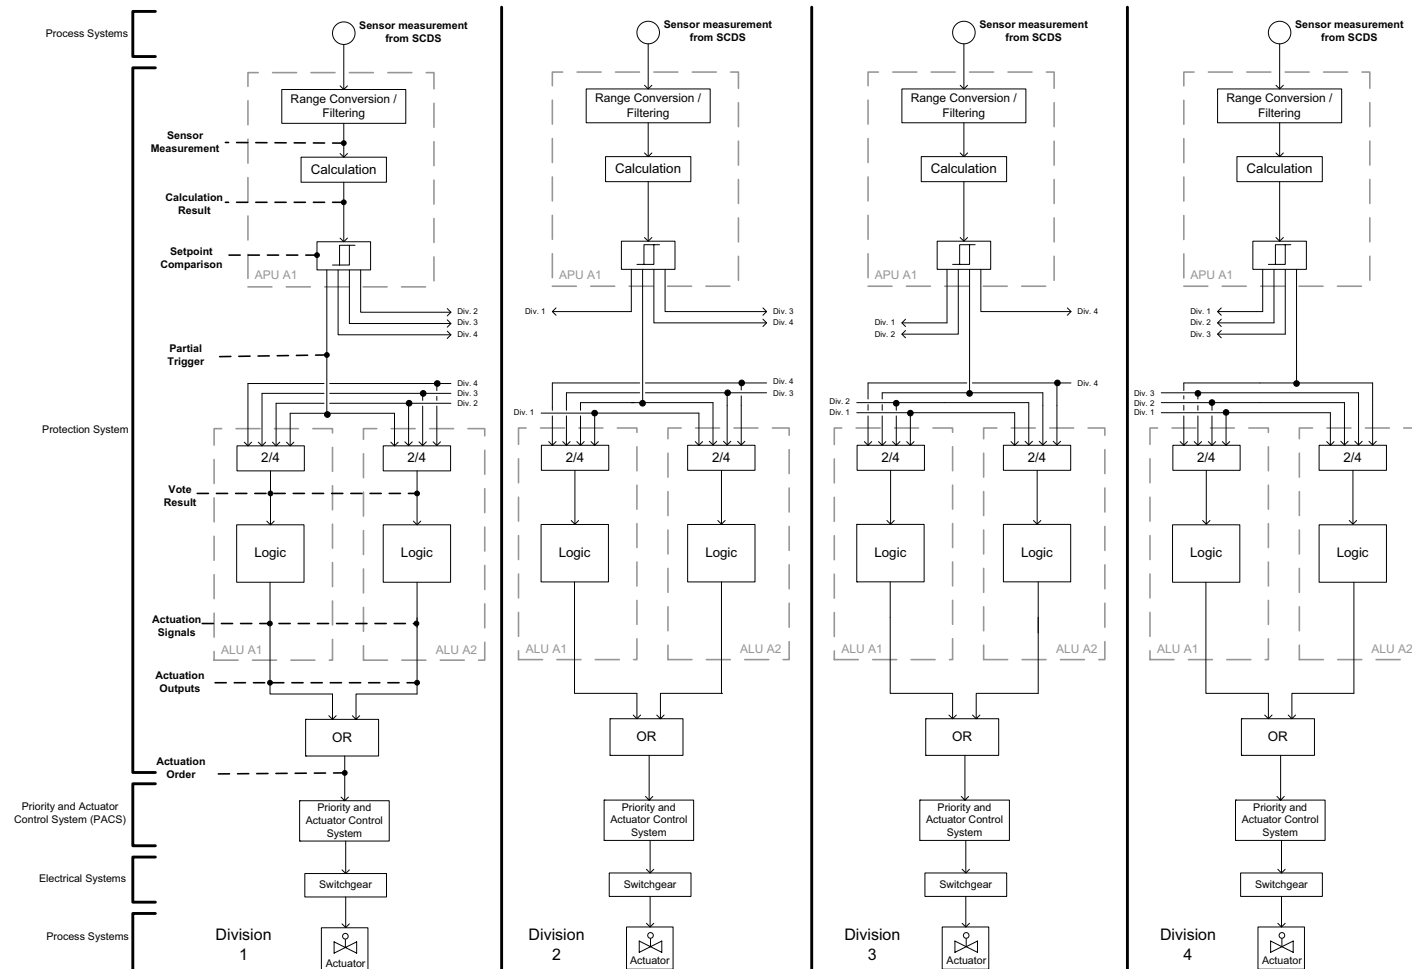 Process Systems
Protection System
Priority and Actuator
Control System (PACS)
Electrical Systems
Process Systems
Sensor
Measurement
Calculation
Result
Setpoint
Comparison
Partial
Trigger
Vote
Result
Actuation
Signals
Actuation
Outputs
Actuation
Order
Sensor measurement
from SCDS
Range Conversion /
Filtering
Calculation
APU A1
Div. 2
Div. 3
Div. 4
Div. 4
Div. 3
Div. 2
2/4
2/4
Logic
Logic
ALU A1
ALU A2
OR
Priority and
Actuator Control
System
Switchgear
Actuator
Division
1
Sensor measurement
from SCDS
Range Conversion /
Filtering
Calculation
APU A1
Div. 1
Div. 3
Div. 4
Div. 4
Div. 3
Div. 1
2/4
2/4
Logic
Logic
ALU A1
ALU A2
OR
Priority and
Actuator Control
System
Switchgear
Actuator
Division
2
Sensor measurement
from SCDS
Range Conversion /
Filtering
Calculation
APU A1
Div. 4
Div. 1
Div. 2
Div. 4
Div. 2
Div. 1
2/4
2/4
Logic
Logic
ALU A1
ALU A2
OR
Priority and
Actuator Control
System
Switchgear
Actuator
Division
3
Sensor measurement
from SCDS
Range Conversion /
Filtering
Calculation
APU A1
Div. 1
Div. 2
Div. 3
Div. 3
Div. 2
Div. 1
2/4
2/4
Logic
Logic
ALU A1
ALU A2
OR
Priority and
Actuator Control
System
Switchgear
Actuator
Division
4